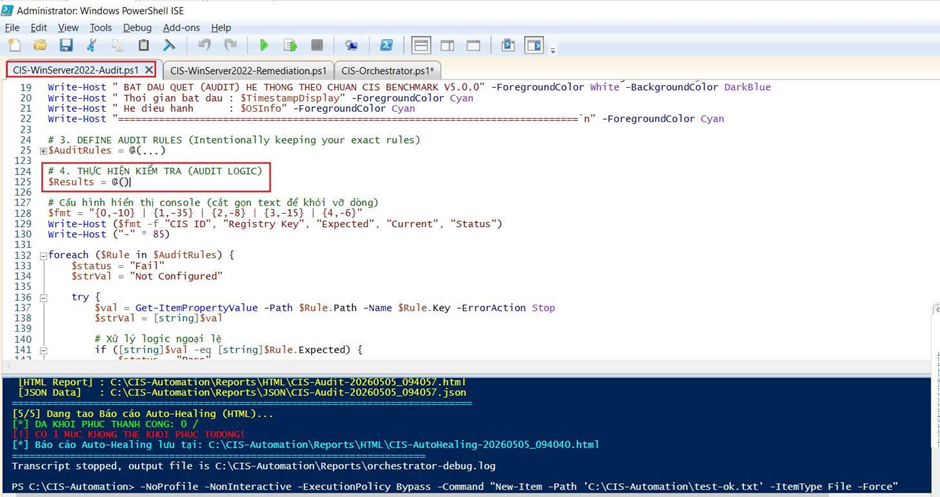 Administrator: Windows PowerShell ISE
File Edit View Tools Debug Add-ons Help
CIS-WinServer2022-Audit.ps1 CIS-WinServer2022-Remediation.ps1 CIS-Orchestrator.ps1*
19 Write-Host " BAT DAU QUET (AUDIT) HE THONG THEO CHUAN CIS BENCHMARK V5.0.0" -ForegroundColor White -BackgroundColor DarkBlue
20 Write-Host " Thoi gian bat dau : $TimestampDisplay" -ForegroundColor Cyan
21 Write-Host " He dieu hanh : $OSInfo" -ForegroundColor Cyan
22 Write-Host "==============================================================================`n" -ForegroundColor Cyan
23
24 # 3. DEFINE AUDIT RULES (Intentionally keeping your exact rules)
25 $AuditRules = @(...)
123
124 # 4. THỰC HIỆN KIỂM TRA (AUDIT LOGIC)
125 $Results = @()
126
127 # Cấu hình hiển thị console (cắt gọn text để khỏi vỡ dòng)
128 $fmt = "{0,-10} | {1,-35} | {2,-8} | {3,-15} | {4,-6}"
129 Write-Host ($fmt -f "CIS ID", "Registry Key", "Expected", "Current", "Status")
130 Write-Host ("-" * 85)
131
132 foreach ($Rule in $AuditRules) {
133 $status = "Fail"
134 $strVal = "Not Configured"
135
136 try {
137 $val = Get-ItemPropertyValue -Path $Rule.Path -Name $Rule.Key -ErrorAction Stop
138 $strVal = [string]$val
139
140 # Xử lý logic ngoại lệ
141 if ([string]$val -eq [string]$Rule.Expected) {
[HTML Report] : C:\CIS-Automation\Reports\HTML\CIS-Audit-20260505_094057.html
[JSON Data] : C:\CIS-Automation\Reports\JSON\CIS-Audit-20260505_094057.json
==============================================================================
[5/5] Dang tao Báo cáo Auto-Healing (HTML)...
[*] DA KHOI PHUC THANH CONG: 0 /
[!] CO 1 MUC KHONG THE KHOI PHUC TUDONG!
[*] Báo cáo Auto-Healing lưu tại: C:\CIS-Automation\Reports\HTML\CIS-AutoHealing-20260505_094040.html
======================================================================
Transcript stopped, output file is C:\CIS-Automation\Reports\orchestrator-debug.log
PS C:\CIS-Automation> -NoProfile -NonInteractive -ExecutionPolicy Bypass -Command "New-Item -Path 'C:\CIS-Automation\test-ok.txt' -ItemType File -Force"